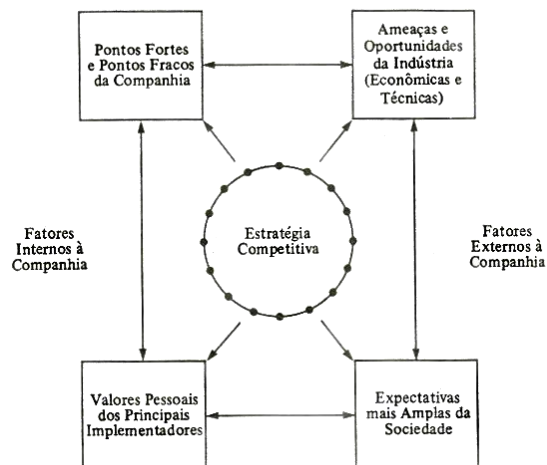 Pontos Fortes
e Pontos Fracos
da Companhia
Ameaças e
Oportunidades
da Indústria
(Econômicas e
Técnicas)
Fatores
Internos à
Companhia
Estratégia
Competitiva
Fatores
Externos à
Companhia
Valores Pessoais
dos Principais
Implementadores
Expectativas
mais Amplas da
Sociedade